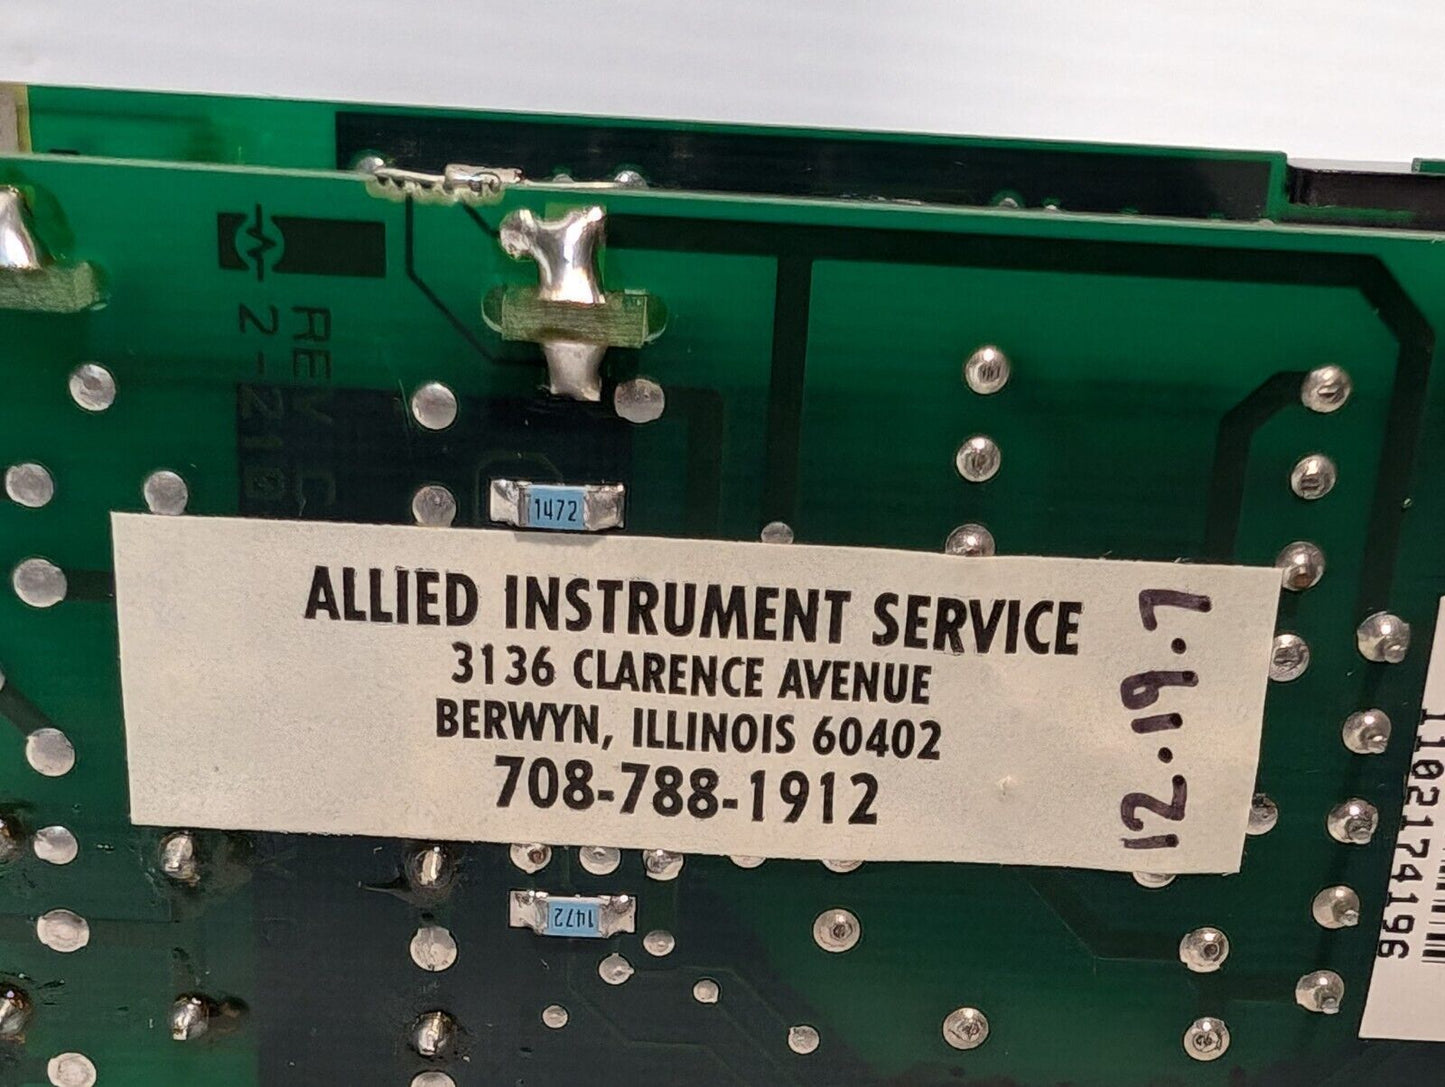 REV C
2-210
1472
ALLIED INSTRUMENT SERVICE
3136 CLARENCE AVENUE
BERWYN, ILLINOIS 60402
708-788-1912
12.19.7
1472
1102174196